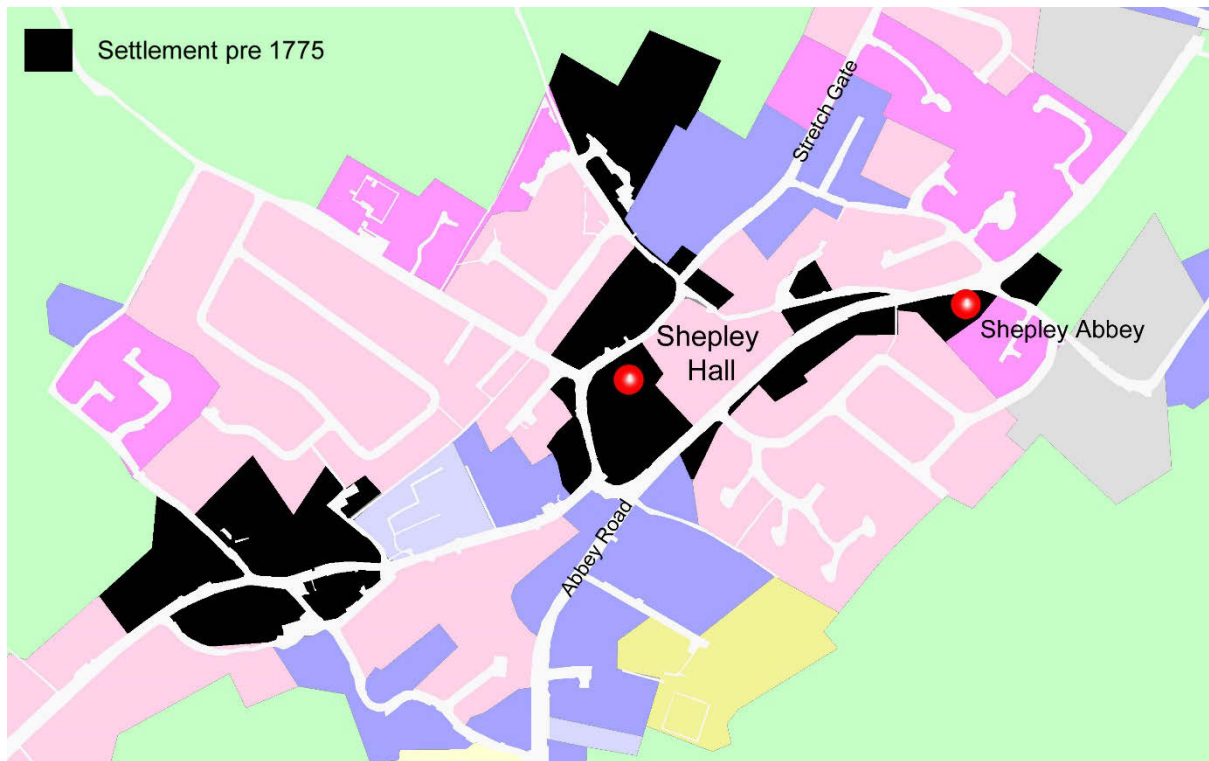 Settlement pre 1775
Stretch Gate
Shepley
Hall
Shepley Abbey
Abbey Road